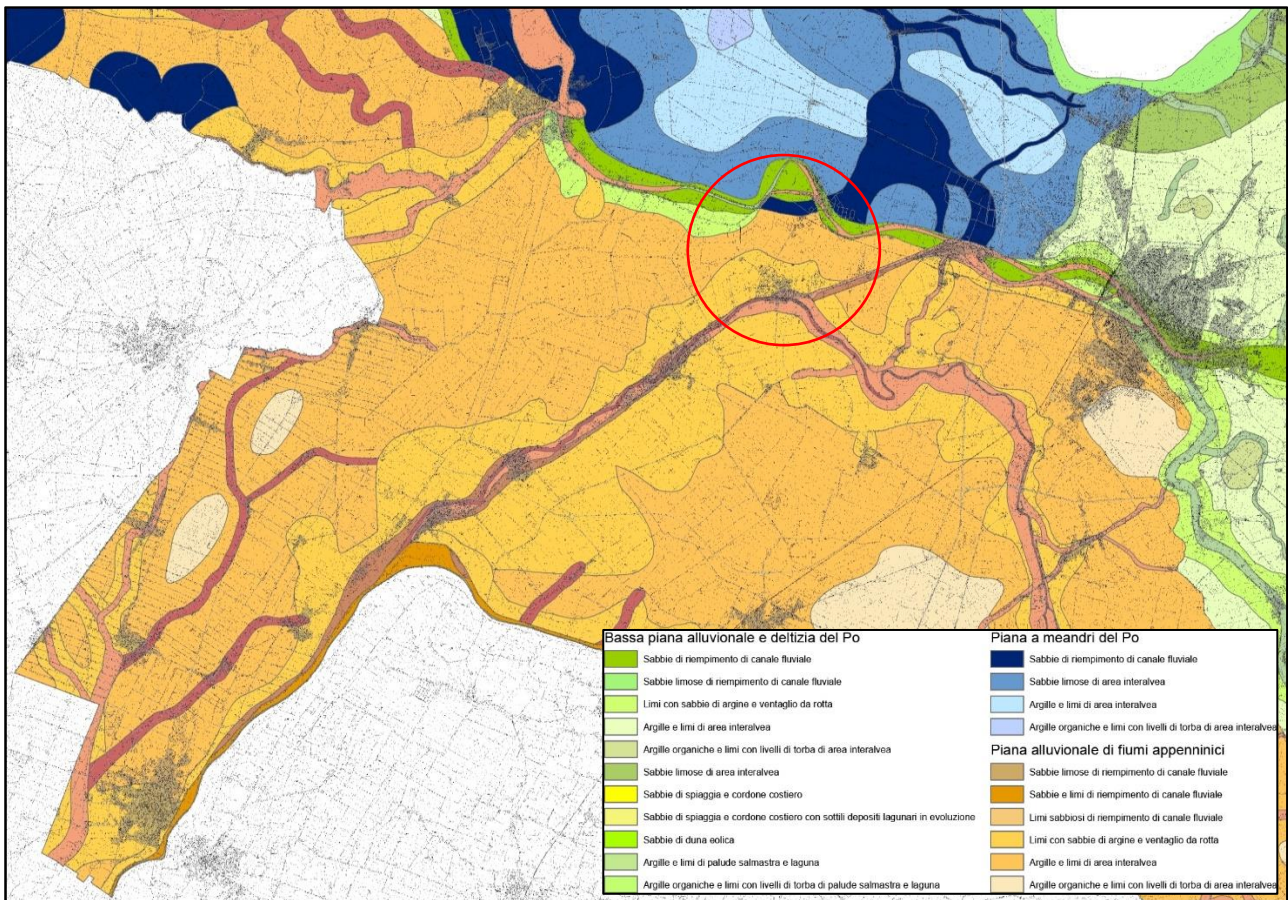 Bassa piana alluvionale e deltizia del Po
Sabbie di riempimento di canale fluviale
Sabbie limose di riempimento di canale fluviale
Limi con sabbie di argine e ventaglio da rotta
Argille e limi di area interalvea
Argille organiche e limi con livelli di torba di area interalvea
Sabbie limose di area interalvea
Sabbie di spiaggia e cordone costiero
Sabbie di spiaggia e cordone costiero con sottili depositi lagunari in evoluzione
Sabbie di duna eolica
Argille e limi di palude salmastra e laguna
Argille organiche e limi con livelli di torba di palude salmastra e laguna
Piana a meandri del Po
Sabbie di riempimento di canale fluviale
Sabbie limose di area interalvea
Argille e limi di area interalvea
Argille organiche e limi con livelli di torba di area interalvea
Piana alluvionale di fiumi appenninici
Sabbie limose di riempimento di canale fluviale
Sabbie e limi di riempimento di canale fluviale
Limi sabbiosi di riempimento di canale fluviale
Limi con sabbie di argine e ventaglio da rotta
Argille e limi di area interalvea
Argille organiche e limi con livelli di torba di area interalvea